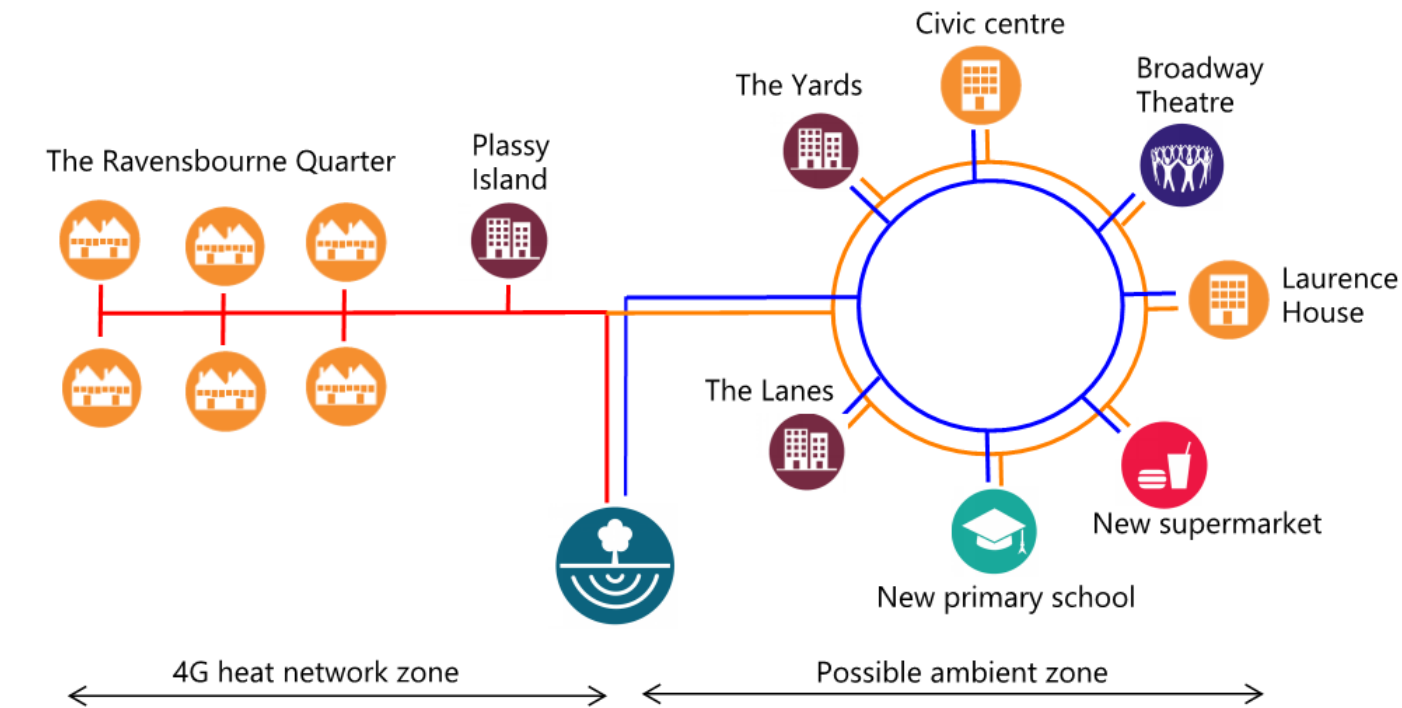 Civic centre
The Yards
Broadway
Theatre
The Ravensbourne Quarter
Plassy
Island
Laurence
House
The Lanes
New supermarket
New primary school
4G heat network zone
Possible ambient zone